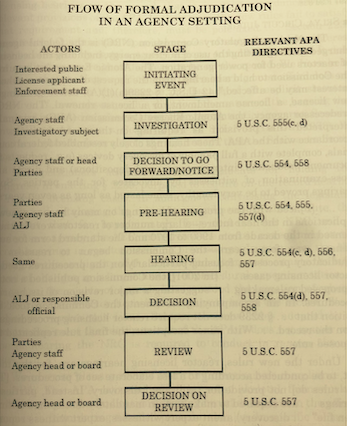 FLOW OF FORMAL ADJUDICATION
IN AN AGENCY SETTING
ACTORS
STAGE
RELEVANT APA
DIRECTIVES
Interested public
License applicant
Enforcement staff
INITIATING
EVENT
Agency staff
Investigatory subject
INVESTIGATION
5 U.S.C. 555(c, d)
Agency staff or head
Parties
DECISION TO GO
FORWARD/NOTICE
5 U.S.C. 554, 558
Parties
Agency staff
ALJ
PRE-HEARING
5 U.S.C. 554, 555,
557(d)
Same
HEARING
5 U.S.C. 554(c, d), 556,
557
ALJ or responsible
official
DECISION
5 U.S.C. 554(d), 557,
558
Parties
Agency staff
Agency head or board
REVIEW
5 U.S.C. 557
Agency head or board
DECISION ON
REVIEW
5 U.S.C. 557